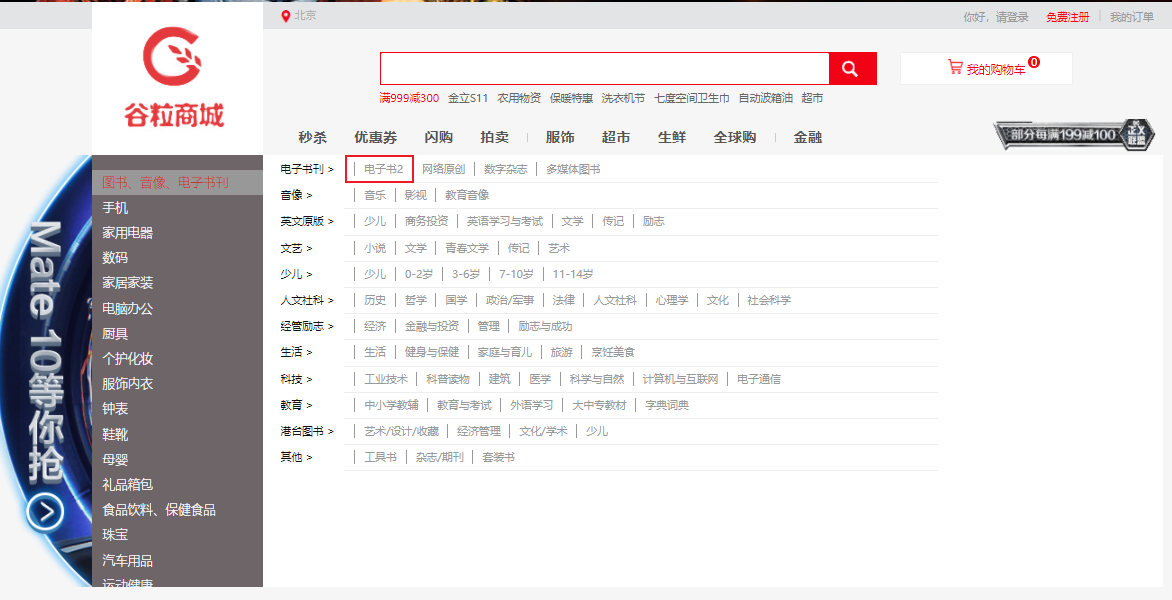 北京
你好，请登录 免费注册 我的订单
谷粒商城
我的购物车 0
满999减300 金立S11 农用物资 保暖特惠 洗衣机节 七度空间卫生巾 自动波箱油 超市
秒杀 优惠券 闪购 拍卖 服饰 超市 生鲜 全球购 金融
部分每满199减100
联盟
图书、音像、电子书刊
手机
家用电器
数码
家居家装
电脑办公
厨具
个护化妆
服饰内衣
钟表
鞋靴
母婴
礼品箱包
食品饮料、保健食品
珠宝
汽车用品
运动健康
Mate 10等你抢
电子书刊 > 电子书2 网络原创 数字杂志 多媒体图书
音像 > 音乐 影视 教育音像
英文原版 > 少儿 商务投资 英语学习与考试 文学 传记 励志
文艺 > 小说 文学 青春文学 传记 艺术
少儿 > 少儿 0-2岁 3-6岁 7-10岁 11-14岁
人文社科 > 历史 哲学 国学 政治/军事 法律 人文社科 心理学 文化 社会科学
经管励志 > 经济 金融与投资 管理 励志与成功
生活 > 生活 健身与保健 家庭与育儿 旅游 烹饪美食
科技 > 工业技术 科普读物 建筑 医学 科学与自然 计算机与互联网 电子通信
教育 > 中小学教辅 教育与考试 外语学习 大中专教材 字典词典
港台图书 > 艺术/设计/收藏 经济管理 文化/学术 少儿
其他 > 工具书 杂志/期刊 套装书